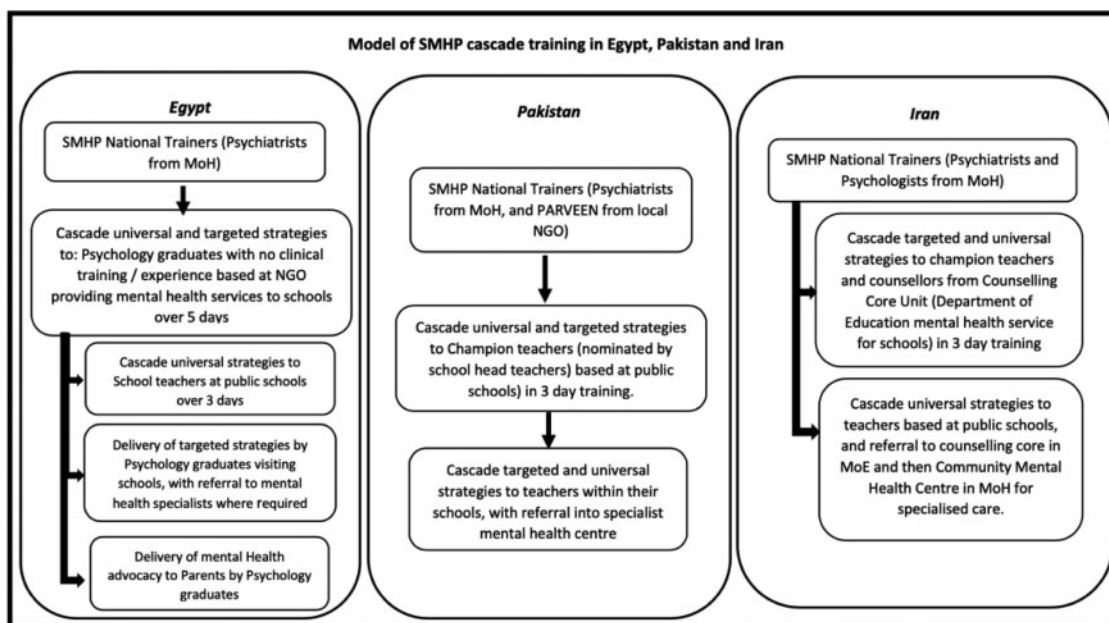 Model of SMHP cascade training in Egypt, Pakistan and Iran
Egypt
SMHP National Trainers (Psychiatrists
from MoH)
Cascade universal and targeted strategies
to: Psychology graduates with no clinical
training / experience based at NGO
providing mental health services to schools
over 5 days
Cascade universal strategies to
School teachers at public schools
over 3 days
Delivery of targeted strategies by
Psychology graduates visiting
schools, with referral to mental
health specialists where required
Delivery of mental Health
advocacy to Parents by Psychology
graduates
Pakistan
SMHP National Trainers (Psychiatrists
from MoH, and PARVEEN from local
NGO)
Cascade universal and targeted strategies
to Champion teachers (nominated by
school head teachers) based at public
schools) in 3 day training.
Cascade targeted and universal
strategies to teachers within their
schools, with referral into specialist
mental health centre
Iran
SMHP National Trainers (Psychiatrists and
Psychologists from MoH)
Cascade targeted and universal
strategies to champion teachers
and counsellors from Counselling
Core Unit (Department of
Education mental health service
for schools) in 3 day training
Cascade universal strategies to
teachers based at public schools,
and referral to counselling core in
MoE and then Community Mental
Health Centre in MoH for
specialised care.